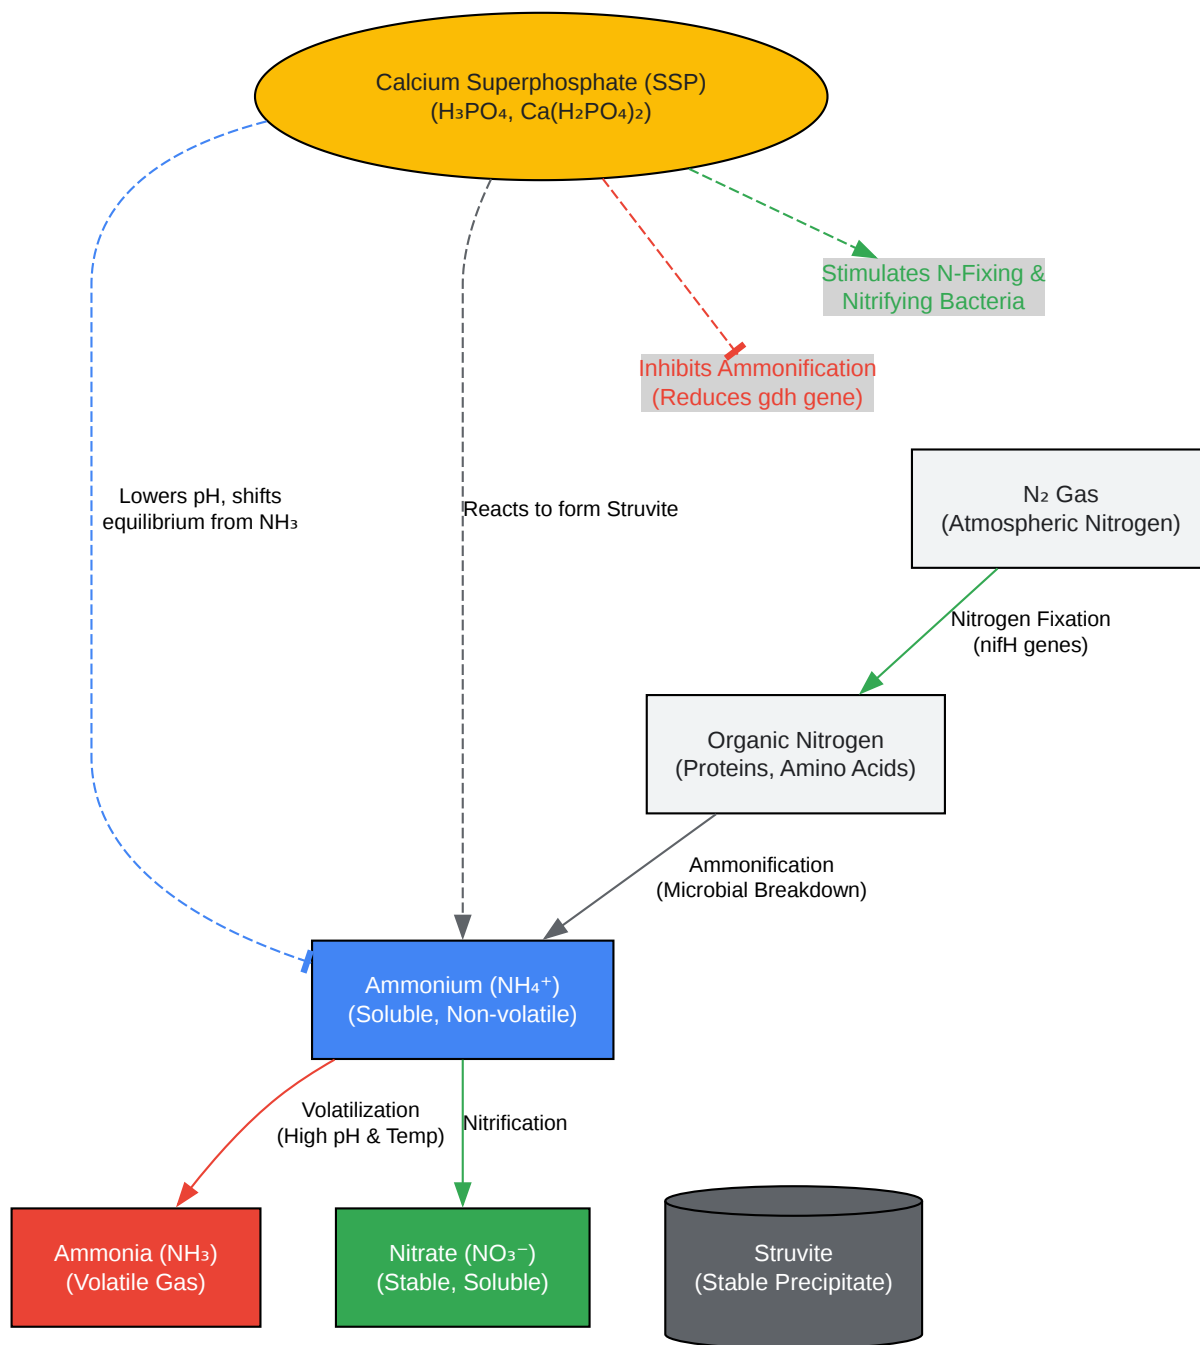 Calcium Superphosphate (SSP)
(H₃PO₄, Ca(H₂PO₄)₂)
Stimulates N-Fixing &
Nitrifying Bacteria
Inhibits Ammonification
(Reduces gdh gene)
Lowers pH, shifts
equilibrium from NH₃
Reacts to form Struvite
N₂ Gas
(Atmospheric Nitrogen)
Nitrogen Fixation
(nifH genes)
Organic Nitrogen
(Proteins, Amino Acids)
Ammonification
(Microbial Breakdown)
Ammonium (NH₄⁺)
(Soluble, Non-volatile)
Volatilization
(High pH & Temp)
Nitrification
Ammonia (NH₃)
(Volatile Gas)
Nitrate (NO₃⁻)
(Stable, Soluble)
Struvite
(Stable Precipitate)